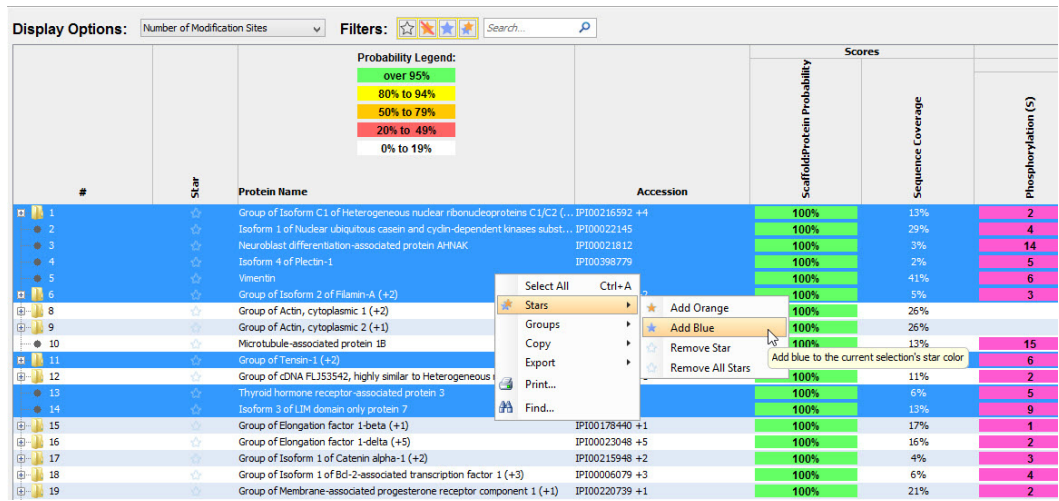 Display Options: Number of Modification Sites Filters: Search...
Probability Legend:
over 95%
80% to 94%
50% to 79%
20% to 49%
0% to 19%
Scores
# Star Protein Name Accession Scaffold:Protein Probability Sequence Coverage Phosphorylation (S)
1 Group of Isoform C1 of Heterogeneous nuclear ribonucleoproteins C1/C2 (... IPI00216592 +4 100% 13% 2
2 Isoform 1 of Nuclear ubiquitous casein and cyclin-dependent kinases subst... IPI00022145 100% 29% 4
3 Neuroblast differentiation-associated protein AHNAK IPI00021812 100% 3% 14
4 Isoform 4 of Plectin-1 IPI00398779 100% 2% 5
5 Vimentin 100% 41% 6
6 Group of Isoform 2 of Filamin-A (+2) 100% 5% 3
8 Group of Actin, cytoplasmic 1 (+2) 100% 26%
9 Group of Actin, cytoplasmic 2 (+1) 100% 26%
10 Microtubule-associated protein 1B 100% 13% 15
11 Group of Tensin-1 (+2) 6
12 Group of cDNA FLJ53542, highly similar to Heterogeneous 100% 11% 2
13 Thyroid hormone receptor-associated protein 3 100% 6% 5
14 Isoform 3 of LIM domain only protein 7 100% 13% 9
15 Group of Elongation factor 1-beta (+1) IPI00178440 +1 100% 17% 1
16 Group of Elongation factor 1-delta (+5) IPI00023048 +5 100% 16% 2
17 Group of Isoform 1 of Catenin alpha-1 (+2) IPI00215948 +2 100% 4% 3
18 Group of Isoform 1 of Bcl-2-associated transcription factor 1 (+3) IPI00006079 +3 100% 6% 4
19 Group of Membrane-associated progesterone receptor component 1 (+1) IPI00220739 +1 100% 21% 2
Select All Ctrl+A
Stars
Groups
Copy
Export
Print...
Find...
Add Orange
Add Blue
Remove Star
Remove All Stars
Add blue to the current selection's star color